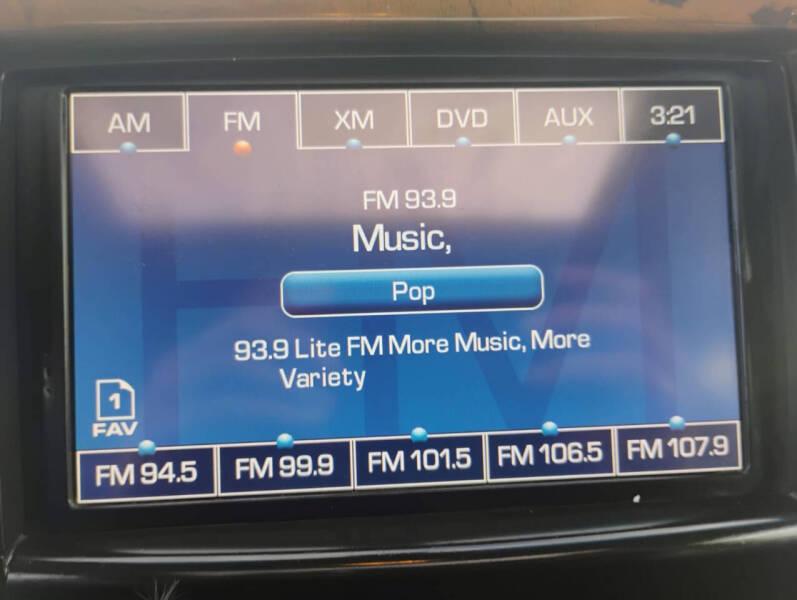 AM FM XM DVD AUX 3:21
FM 93.9
Music,
Pop
93.9 Lite FM More Music, More
Variety
1
FAV
FM 94.5 FM 99.9 FM 101.5 FM 106.5 FM 107.9